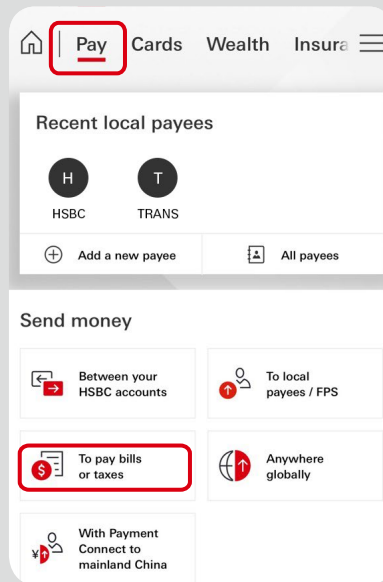 Pay Cards Wealth Insura
Recent local payees
H T
HSBC TRANS
Add a new payee All payees
Send money
Between your
HSBC accounts
To local
payees / FPS
$
To pay bills
or taxes
Anywhere
globally
¥
With Payment
Connect to
mainland China